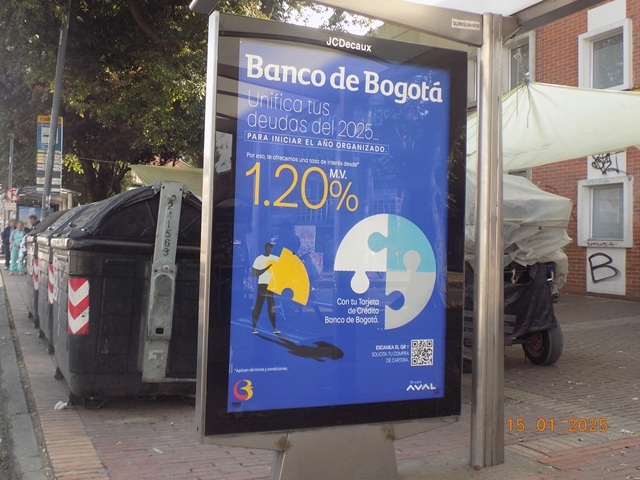 JCDecaux
Banco de Bogotá
Unifica tus
deudas del 2025...
PARA INICIAR EL AÑO ORGANIZADO.
Por eso, te ofrecemos una tasa de interés desde*
1.20%
M.V.
Con tu Tarjeta
de Crédito
Banco de Bogotá.
ESCANEA EL QR Y
SOLICITA TU COMPRA
DE CARTERA.
*Aplican términos y condiciones.
Grupo
AVAL
15 01 2025